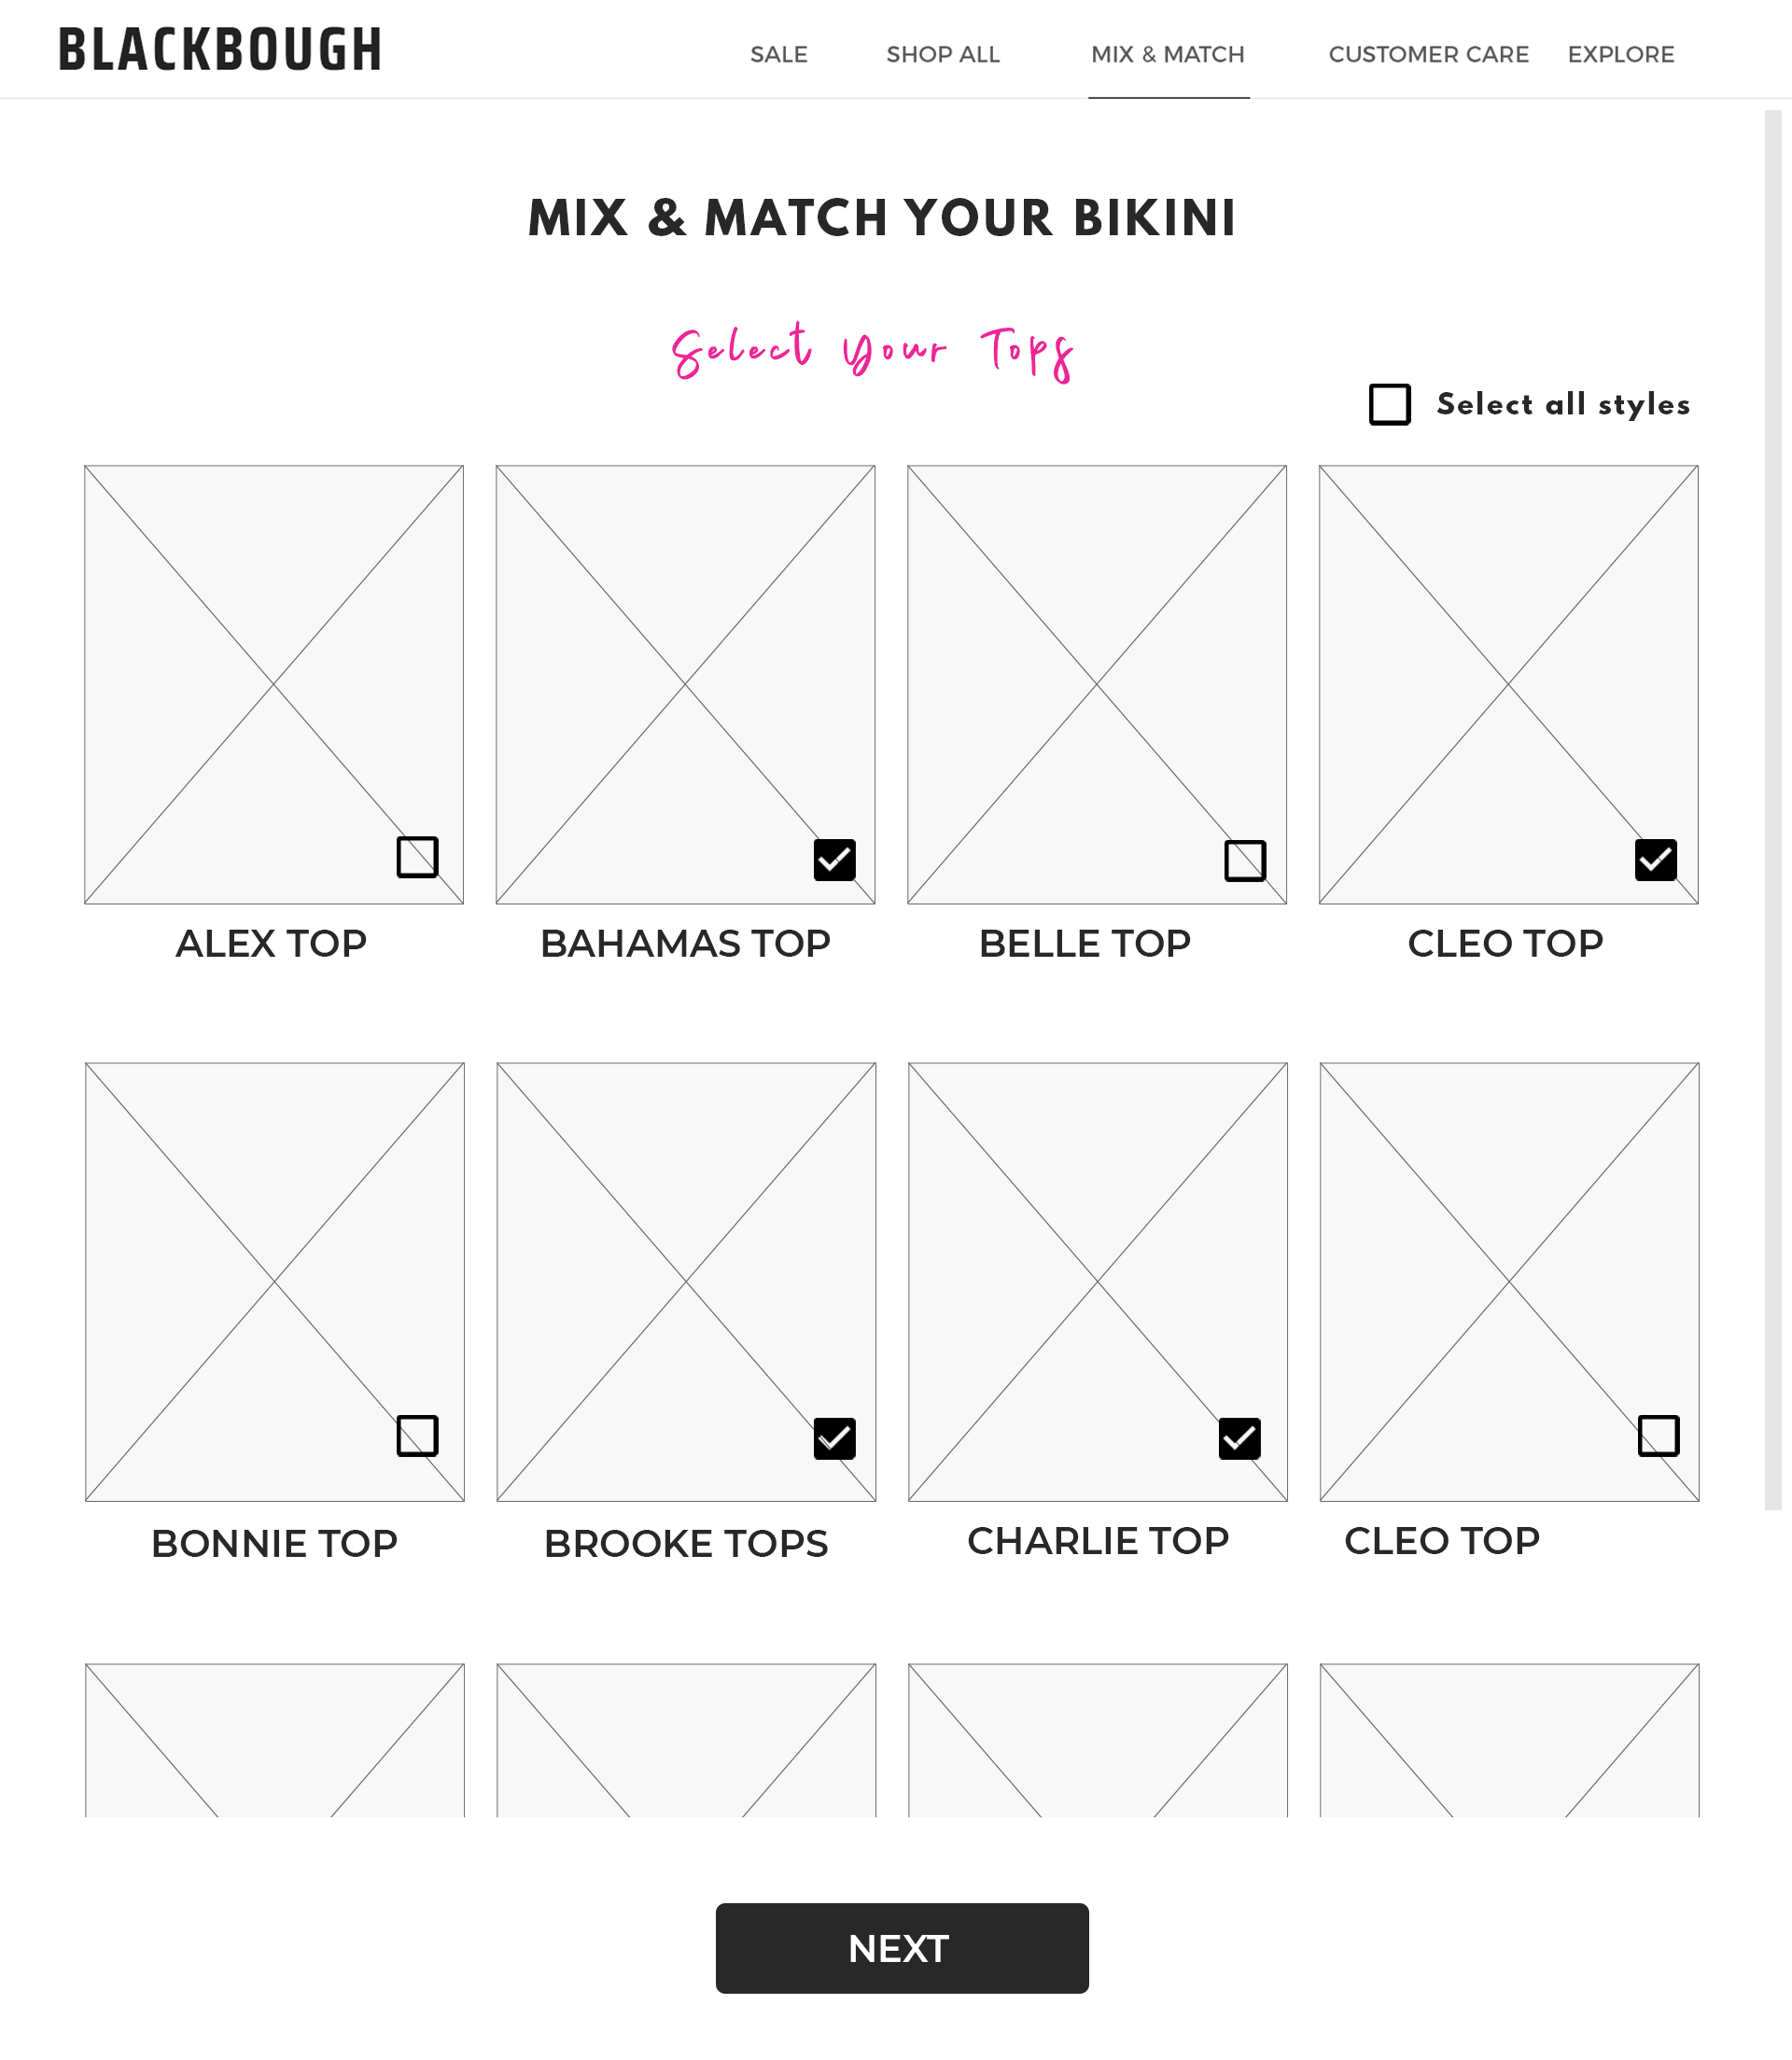 BLACKBOUGH
SALE SHOP ALL MIX & MATCH CUSTOMER CARE EXPLORE
MIX & MATCH YOUR BIKINI
Select Your Tops
Select all styles
ALEX TOP BAHAMAS TOP BELLE TOP CLEO TOP
BONNIE TOP BROOKE TOPS CHARLIE TOP CLEO TOP
NEXT